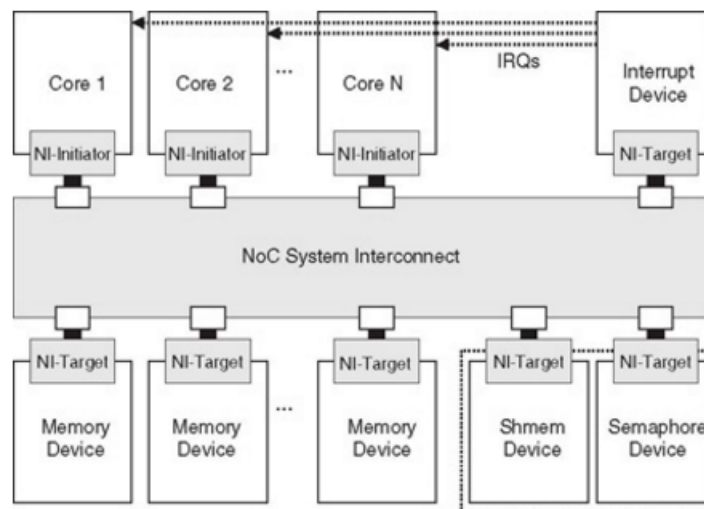 Core 1
Core 2
...
Core N
IRQs
Interrupt
Device
NI-Initiator
NI-Initiator
NI-Initiator
NI-Target
NoC System Interconnect
NI-Target
NI-Target
NI-Target
NI-Target
NI-Target
Memory
Device
Memory
Device
...
Memory
Device
Shmem
Device
Semaphore
Device